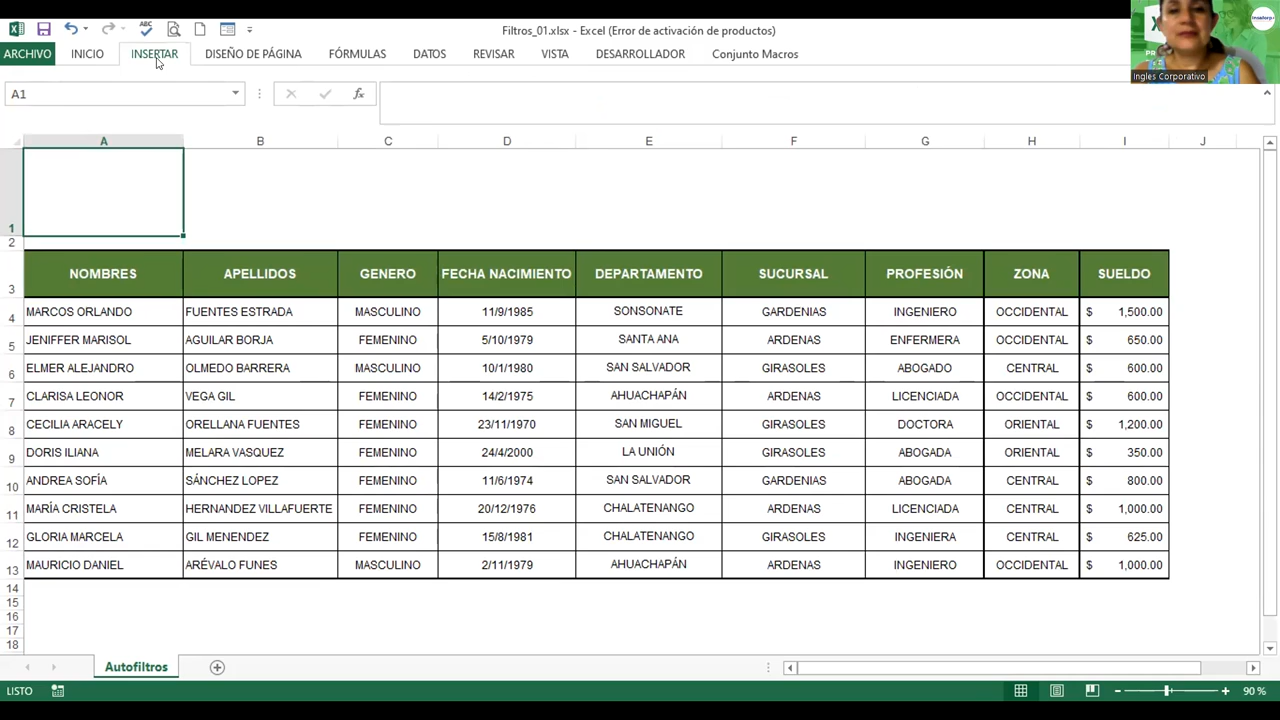 Filtros_01.xlsx - Excel (Error de activación de productos)
ARCHIVO INICIO INSERTAR DISEÑO DE PÁGINA FÓRMULAS DATOS REVISAR VISTA DESARROLLADOR Conjunto Macros
Ingles Corporativo
A1 fx
A B C D E F G H I J
1
2
3 NOMBRES APELLIDOS GENERO FECHA NACIMIENTO DEPARTAMENTO SUCURSAL PROFESIÓN ZONA SUELDO
4 MARCOS ORLANDO FUENTES ESTRADA MASCULINO 11/9/1985 SONSONATE GARDENIAS INGENIERO OCCIDENTAL $ 1,500.00
5 JENIFFER MARISOL AGUILAR BORJA FEMENINO 5/10/1979 SANTA ANA ARDENAS ENFERMERA OCCIDENTAL $ 650.00
6 ELMER ALEJANDRO OLMEDO BARRERA MASCULINO 10/1/1980 SAN SALVADOR GIRASOLES ABOGADO CENTRAL $ 600.00
7 CLARISA LEONOR VEGA GIL FEMENINO 14/2/1975 AHUACHAPÁN ARDENAS LICENCIADA OCCIDENTAL $ 600.00
8 CECILIA ARACELY ORELLANA FUENTES FEMENINO 23/11/1970 SAN MIGUEL GIRASOLES DOCTORA ORIENTAL $ 1,200.00
9 DORIS ILIANA MELARA VASQUEZ FEMENINO 24/4/2000 LA UNIÓN GIRASOLES ABOGADA ORIENTAL $ 350.00
10 ANDREA SOFÍA SÁNCHEZ LOPEZ FEMENINO 11/6/1974 SAN SALVADOR GARDENIAS ABOGADA CENTRAL $ 800.00
11 MARÍA CRISTELA HERNANDEZ VILLAFUERTE FEMENINO 20/12/1976 CHALATENANGO ARDENAS LICENCIADA CENTRAL $ 1,000.00
12 GLORIA MARCELA GIL MENENDEZ FEMENINO 15/8/1981 CHALATENANGO GIRASOLES INGENIERA CENTRAL $ 625.00
13 MAURICIO DANIEL ARÉVALO FUNES MASCULINO 2/11/1979 AHUACHAPÁN ARDENAS INGENIERO OCCIDENTAL $ 1,000.00
14
15
16
17
18
Autofiltros
LISTO 90 %